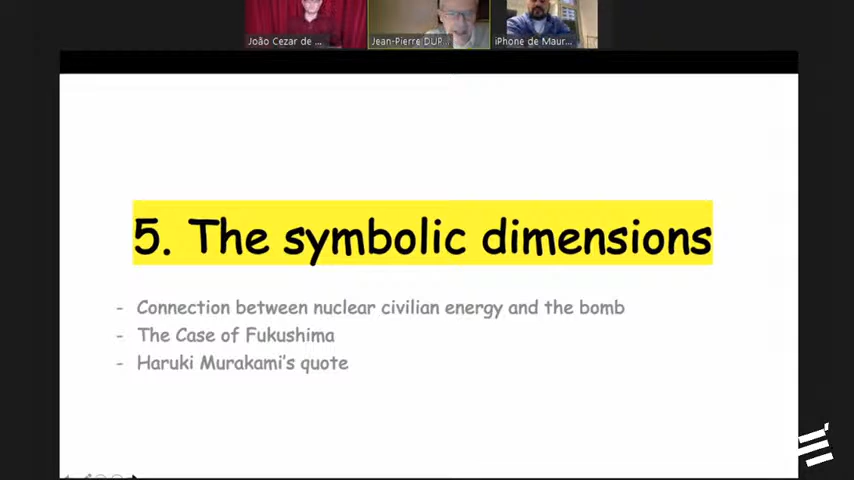 João Cezar de ...
Jean-Pierre DUP...
iPhone de Maur...
5. The symbolic dimensions
- Connection between nuclear civilian energy and the bomb
- The Case of Fukushima
- Haruki Murakami's quote